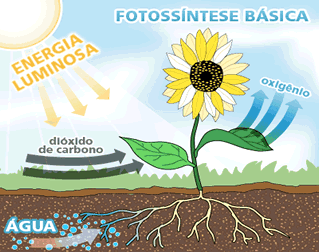 FOTOSSÍNTESE BÁSICA
ENERGIA
LUMINOSA
oxigênio
dióxido
de carbono
ÁGUA